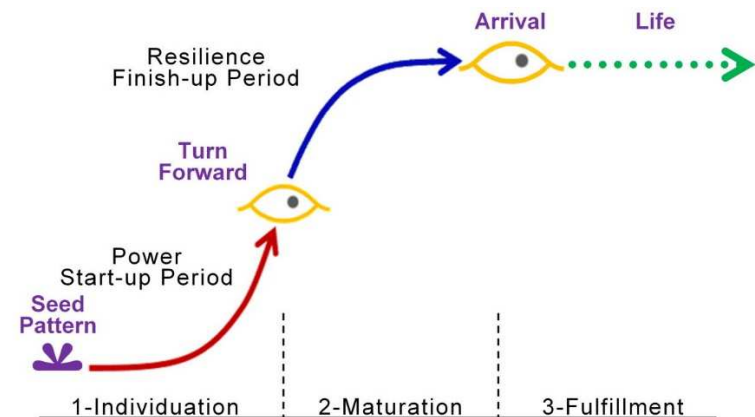 Arrival
Life
Resilience
Finish-up Period
Turn
Forward
Power
Start-up Period
Seed
Pattern
1-Individuation
2-Maturation
3-Fulfillment